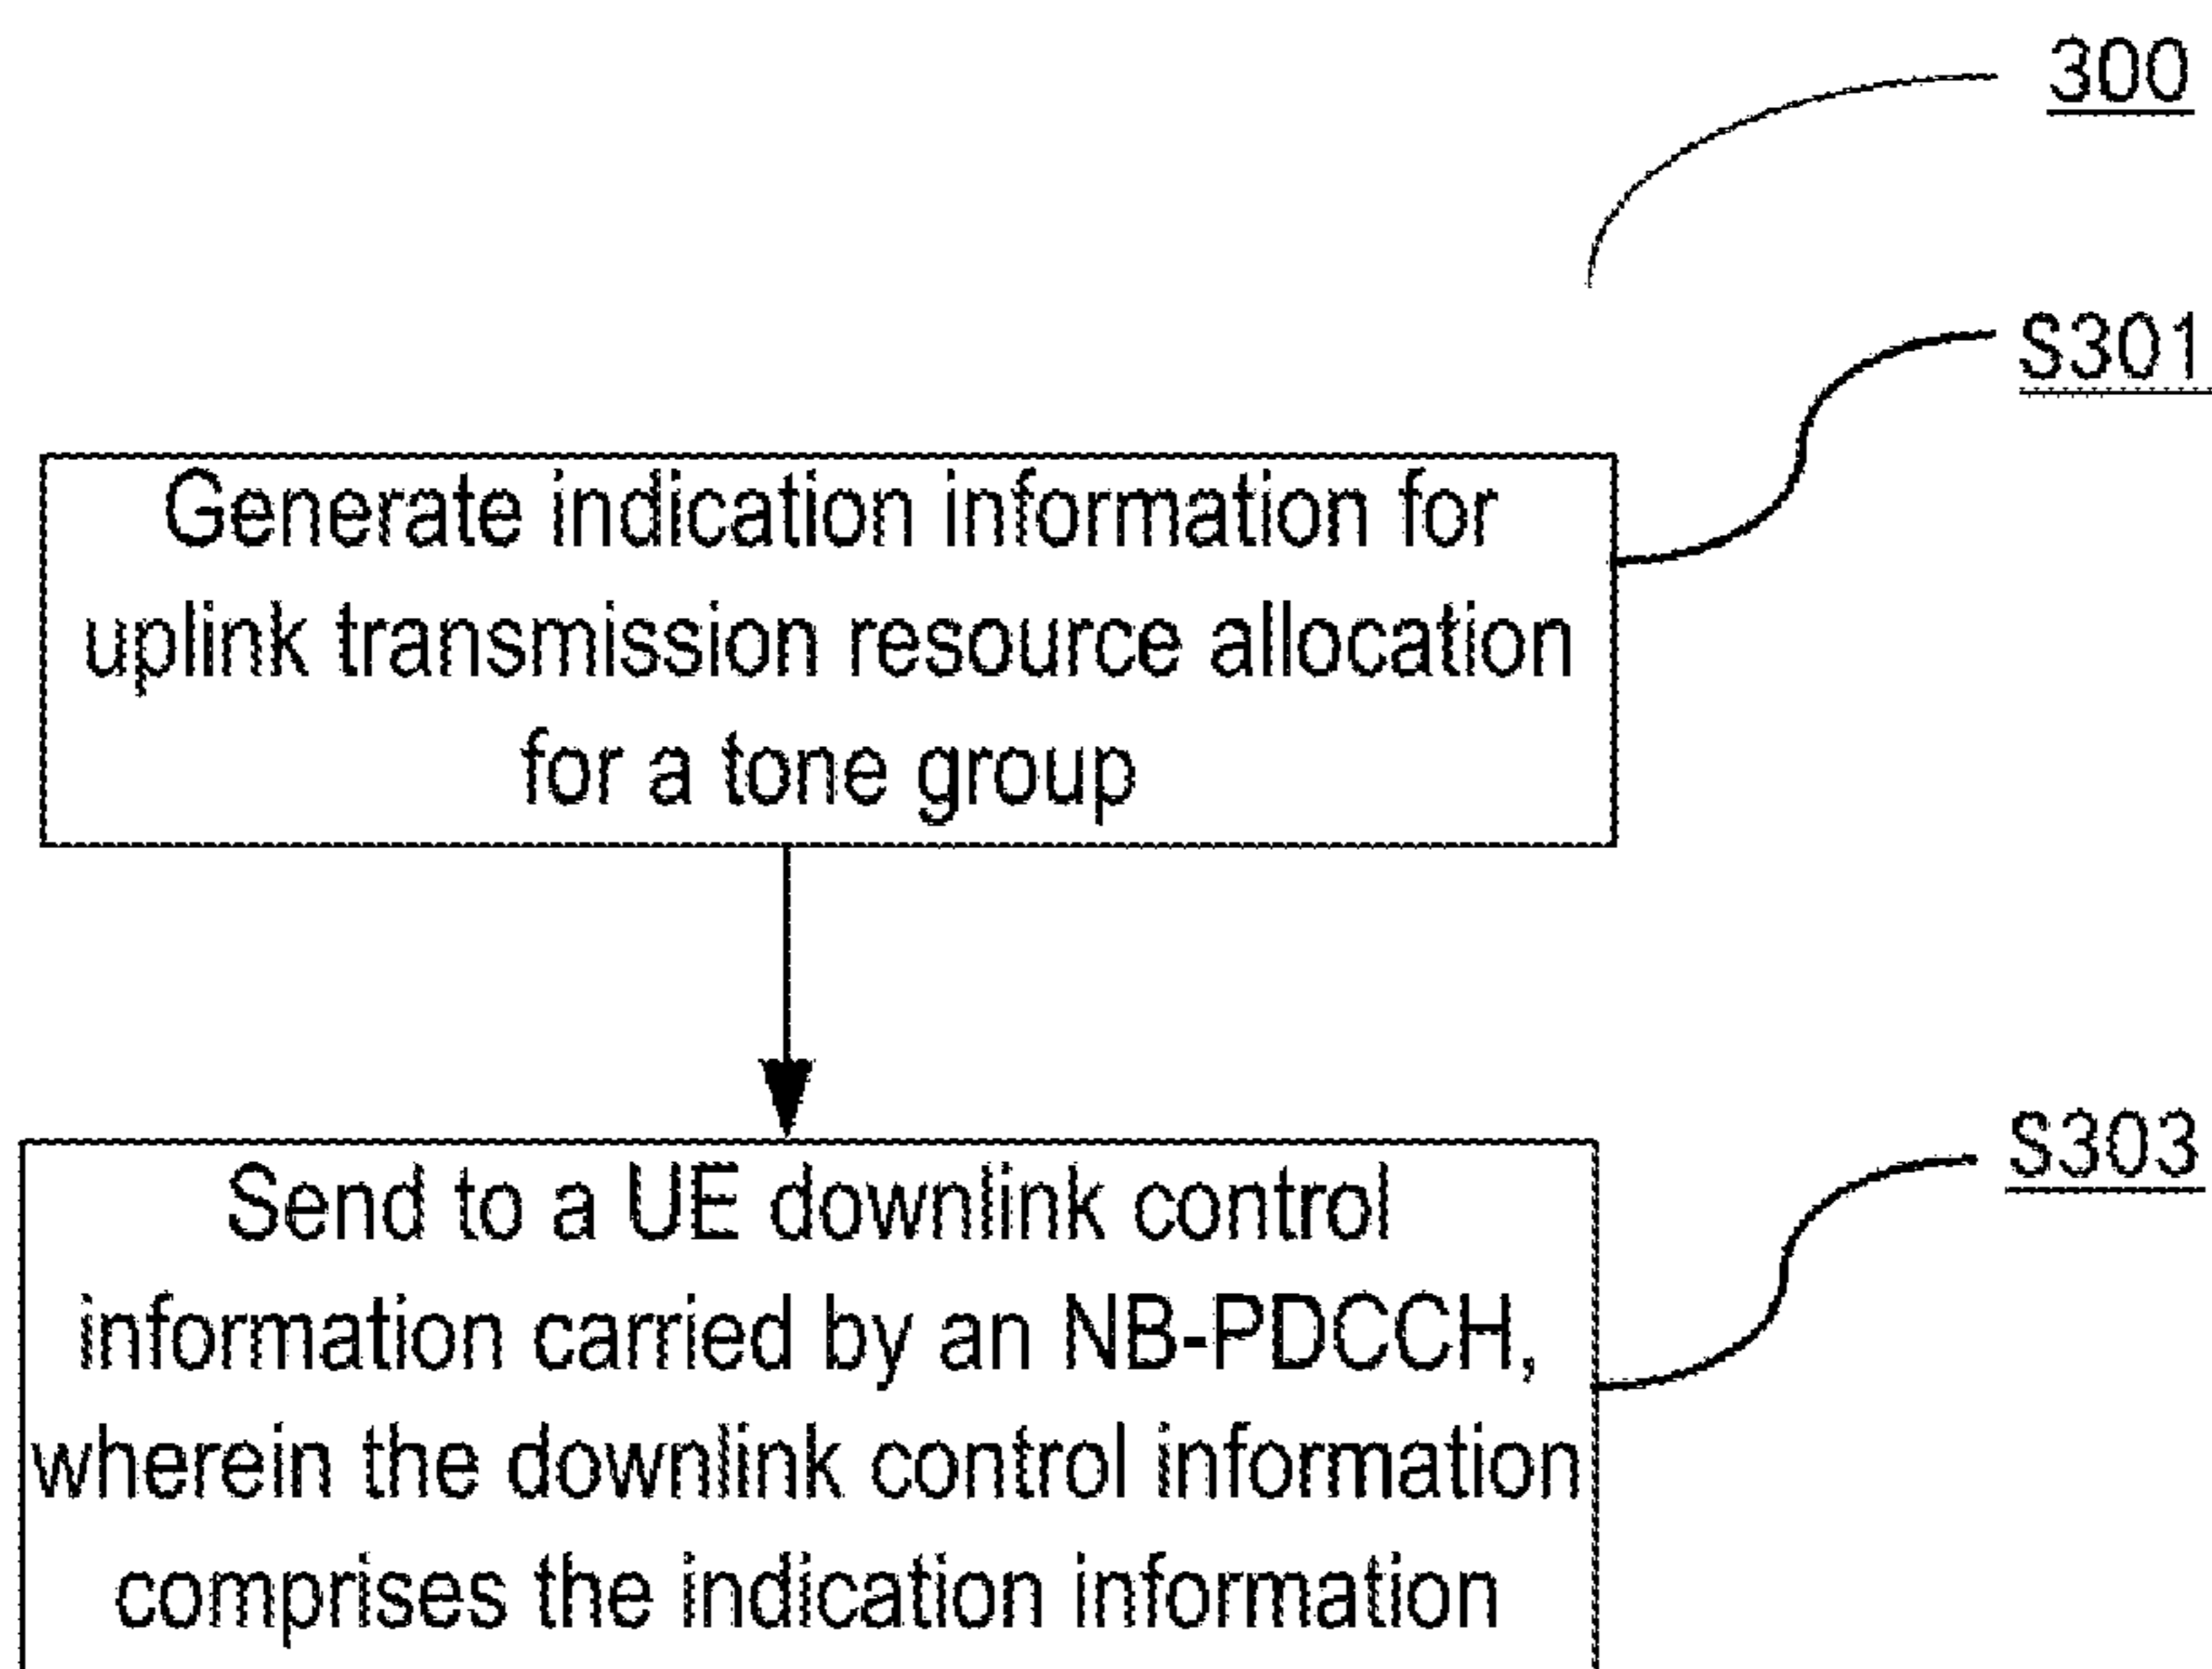 300
S301
Generate indication information for
uplink transmission resource allocation
for a tone group
S303
Send to a UE downlink control
information carried by an NB-PDCCH,
wherein the downlink control information
comprises the indication information